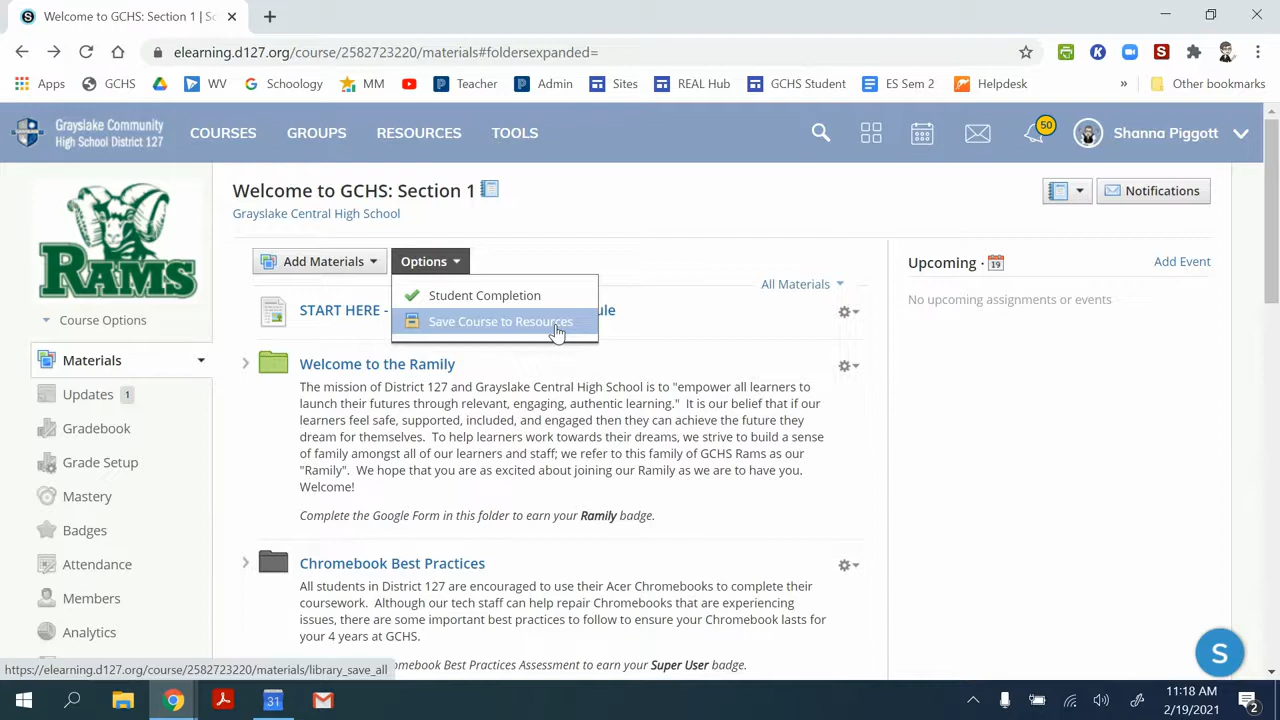 Welcome to GCHS: Section 1 | Sc
elearning.d127.org/course/2582723220/materials#foldersexpanded=
Apps GCHS WV Schoology MM Teacher Admin Sites REAL Hub GCHS Student ES Sem 2 Helpdesk » Other bookmarks
Grayslake Community
High School District 127
COURSES GROUPS RESOURCES TOOLS 50 Shanna Piggott
RAMS
Course Options
Materials
Updates 1
Gradebook
Grade Setup
Mastery
Badges
Attendance
Members
Analytics
Welcome to GCHS: Section 1
Grayslake Central High School
Notifications
Add Materials Options
Student Completion
Save Course to Resources
All Materials
START HERE - ule
Welcome to the Ramily
The mission of District 127 and Grayslake Central High School is to "empower all learners to
launch their futures through relevant, engaging, authentic learning." It is our belief that if our
learners feel safe, supported, included, and engaged then they can achieve the future they
dream for themselves. To help learners work towards their dreams, we strive to build a sense
of family amongst all of our learners and staff; we refer to this family of GCHS Rams as our
"Ramily". We hope that you are as excited about joining our Ramily as we are to have you.
Welcome!
Complete the Google Form in this folder to earn your Ramily badge.
Chromebook Best Practices
All students in District 127 are encouraged to use their Acer Chromebooks to complete their
coursework. Although our tech staff can help repair Chromebooks that are experiencing
issues, there are some important best practices to follow to ensure your Chromebook lasts for
your 4 years at GCHS.
omebook Best Practices Assessment to earn your Super User badge.
Upcoming · 19 Add Event
No upcoming assignments or events
S
https://elearning.d127.org/course/2582723220/materials/library_save_all
31
11:18 AM
2/19/2021
2